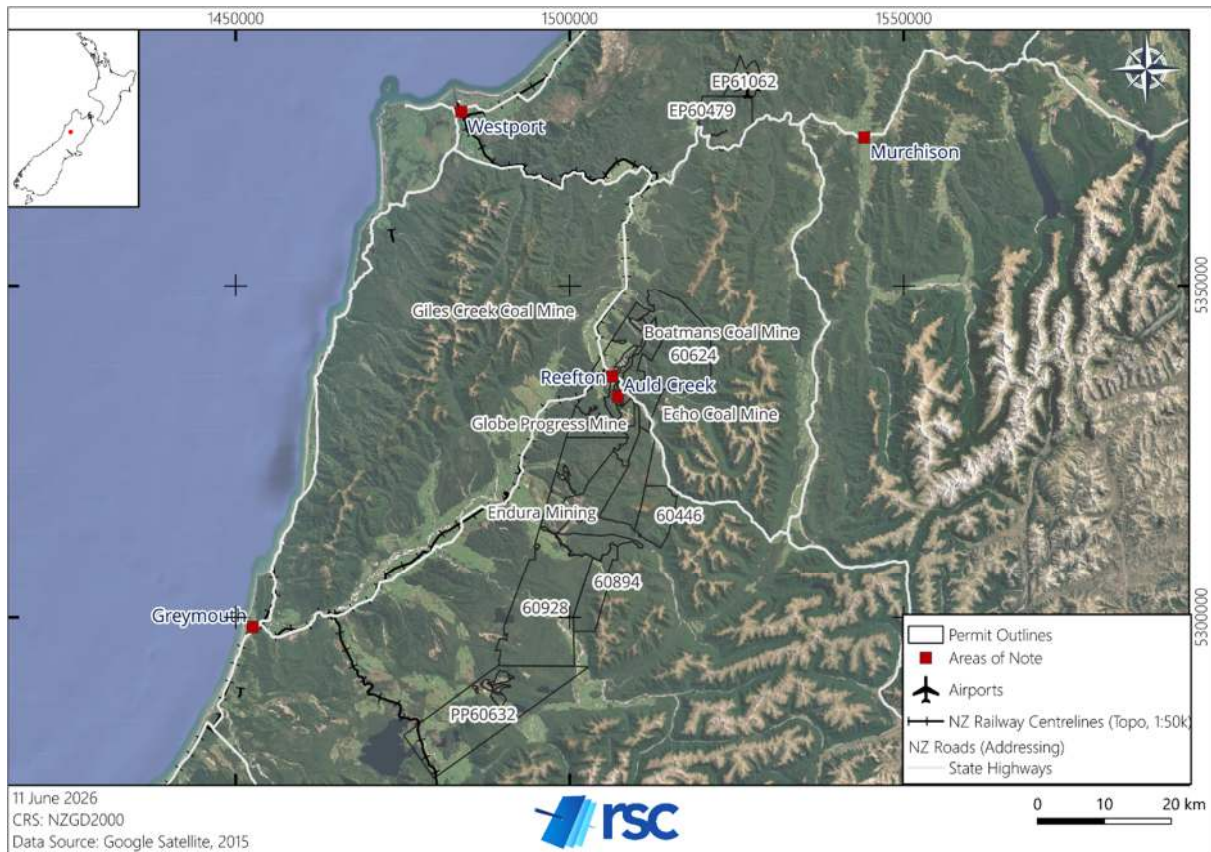 1450000
1500000
1550000
EP61062
EP60479
Westport
Murchison
5350000
Giles Creek Coal Mine
Boatmans Coal Mine
60624
Reefton
Auld Creek
Globe Progress Mine
Echo Coal Mine
Endura Mining
60446
60894
60928
Greymouth
5300000
PP60632
Permit Outlines
Areas of Note
Airports
NZ Railway Centrelines (Topo, 1:50k)
NZ Roads (Addressing)
State Highways
11 June 2026
CRS: NZGD2000
Data Source: Google Satellite, 2015
rsc
0 10 20 km